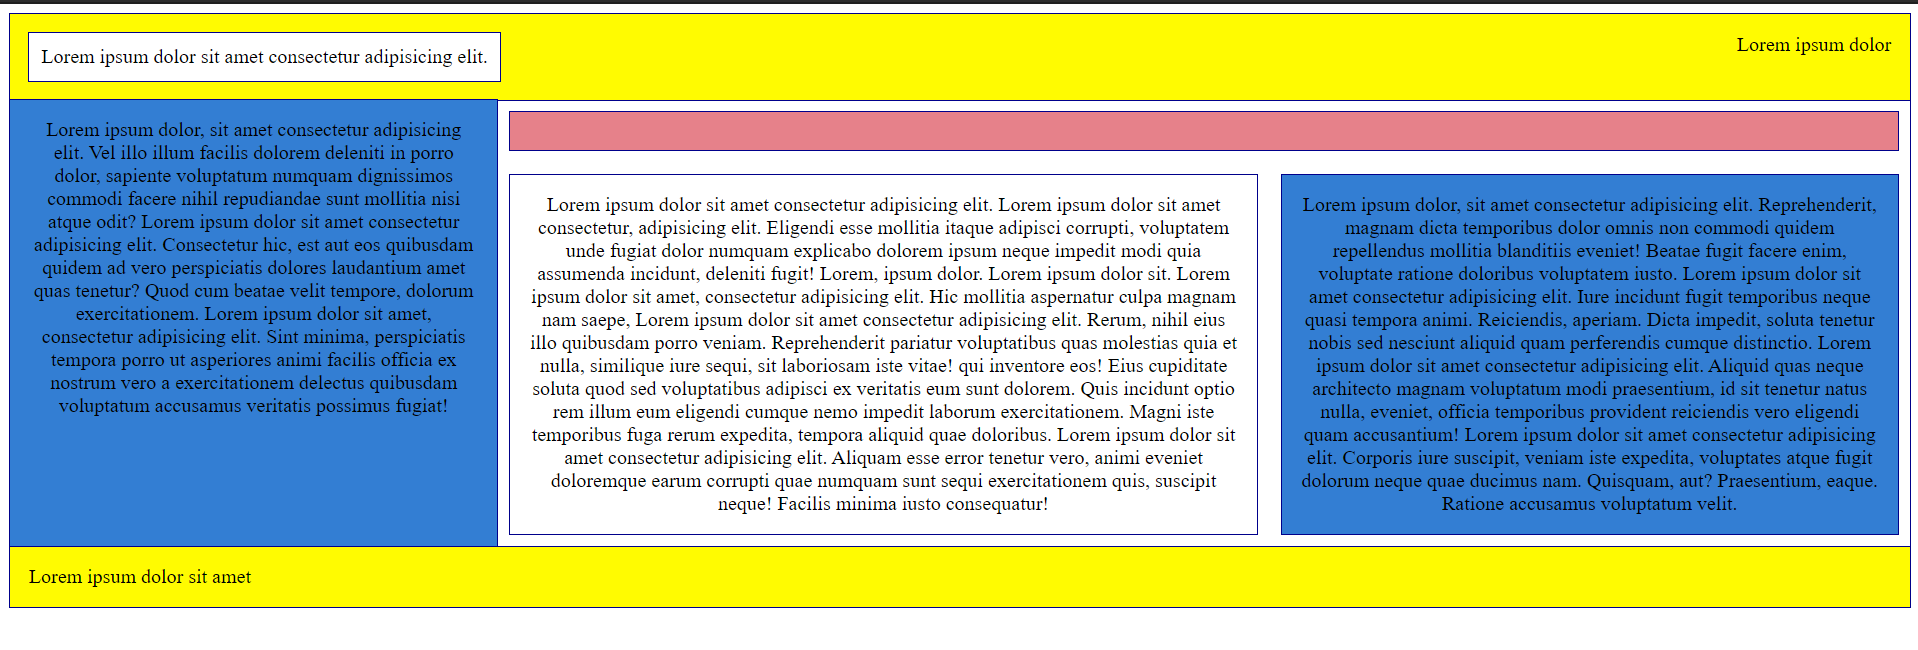 Lorem ipsum dolor sit amet consectetur adipisicing elit.
Lorem ipsum dolor
Lorem ipsum dolor, sit amet consectetur adipisicing
elit. Vel illo illum facilis dolorem deleniti in porro
dolor, sapiente voluptatum numquam dignissimos
commodi facere nihil repudiandae sunt mollitia nisi
atque odit? Lorem ipsum dolor sit amet consectetur
adipisicing elit. Consectetur hic, est aut eos quibusdam
quidem ad vero perspiciatis dolores laudantium amet
quas tenetur? Quod cum beatae velit tempore, dolorum
exercitationem. Lorem ipsum dolor sit amet,
consectetur adipisicing elit. Sint minima, perspiciatis
tempora porro ut asperiores animi facilis officia ex
nostrum vero a exercitationem delectus quibusdam
voluptatum accusamus veritatis possimus fugiat!
Lorem ipsum dolor sit amet consectetur adipisicing elit. Lorem ipsum dolor sit amet
consectetur, adipisicing elit. Eligendi esse mollitia itaque adipisci corrupti, voluptatem
unde fugiat dolor numquam explicabo dolorem ipsum neque impedit modi quia
assumenda incidunt, deleniti fugit! Lorem, ipsum dolor. Lorem ipsum dolor sit. Lorem
ipsum dolor sit amet, consectetur adipisicing elit. Hic mollitia aspernatur culpa magnam
nam saepe, Lorem ipsum dolor sit amet consectetur adipisicing elit. Rerum, nihil eius
illo quibusdam porro veniam. Reprehenderit pariatur voluptatibus quas molestias quia et
nulla, similique iure sequi, sit laboriosam iste vitae! qui inventore eos! Eius cupiditate
soluta quod sed voluptatibus adipisci ex veritatis eum sunt dolorem. Quis incidunt optio
rem illum eum eligendi cumque nemo impedit laborum exercitationem. Magni iste
temporibus fuga rerum expedita, tempora aliquid quae doloribus. Lorem ipsum dolor sit
amet consectetur adipisicing elit. Aliquam esse error tenetur vero, animi eveniet
doloremque earum corrupti quae numquam sunt sequi exercitationem quis, suscipit
neque! Facilis minima iusto consequatur!
Lorem ipsum dolor, sit amet consectetur adipisicing elit. Reprehenderit,
magnam dicta temporibus dolor omnis non commodi quidem
repellendus mollitia blanditiis eveniet! Beatae fugit facere enim,
voluptate ratione doloribus voluptatem iusto. Lorem ipsum dolor sit
amet consectetur adipisicing elit. Iure incidunt fugit temporibus neque
quasi tempora animi. Reiciendis, aperiam. Dicta impedit, soluta tenetur
nobis sed nesciunt aliquid quam perferendis cumque distinctio. Lorem
ipsum dolor sit amet consectetur adipisicing elit. Aliquid quas neque
architecto magnam voluptatum modi praesentium, id sit tenetur natus
nulla, eveniet, officia temporibus provident reiciendis vero eligendi
quam accusantium! Lorem ipsum dolor sit amet consectetur adipisicing
elit. Corporis iure suscipit, veniam iste expedita, voluptates atque fugit
dolorum neque quae ducimus nam. Quisquam, aut? Praesentium, eaque.
Ratione accusamus voluptatum velit.
Lorem ipsum dolor sit amet